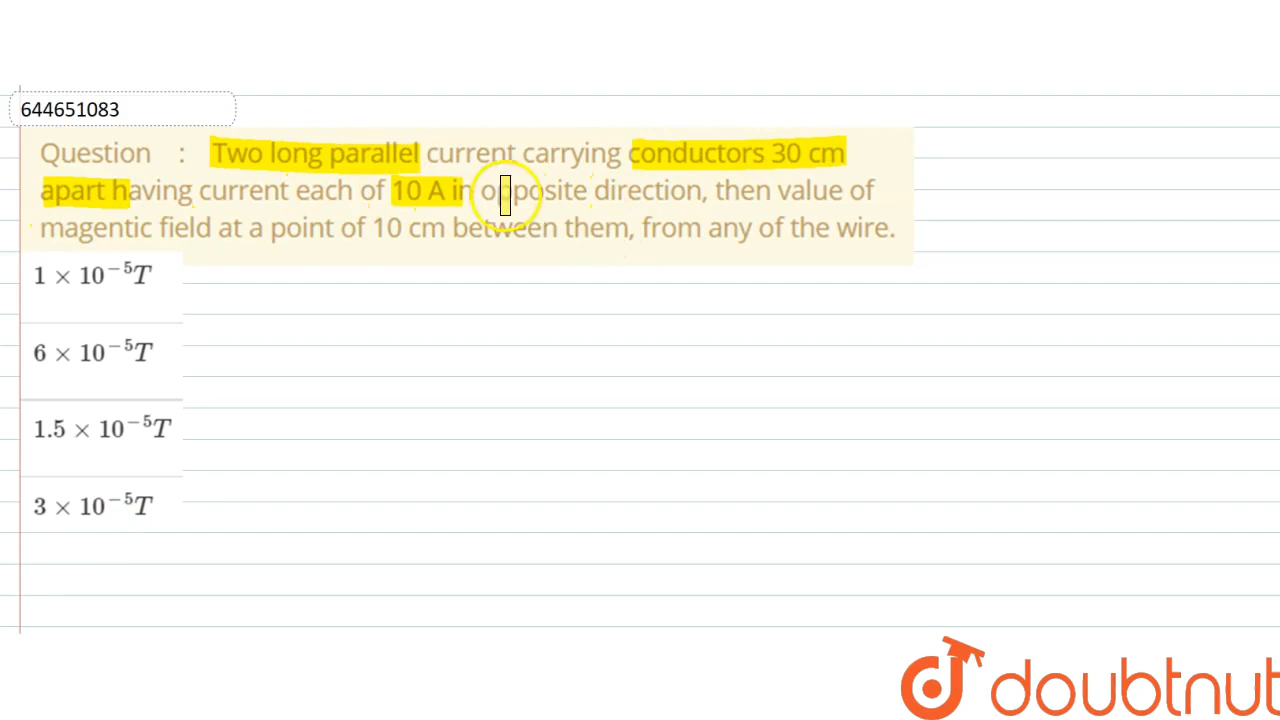 644651083
Question : Two long parallel current carrying conductors 30 cm
apart having current each of 10 A in opposite direction, then value of
magentic field at a point of 10 cm between them, from any of the wire.
1 × 10⁻⁵T
6 × 10⁻⁵T
1.5 × 10⁻⁵T
3 × 10⁻⁵T
doubtnut